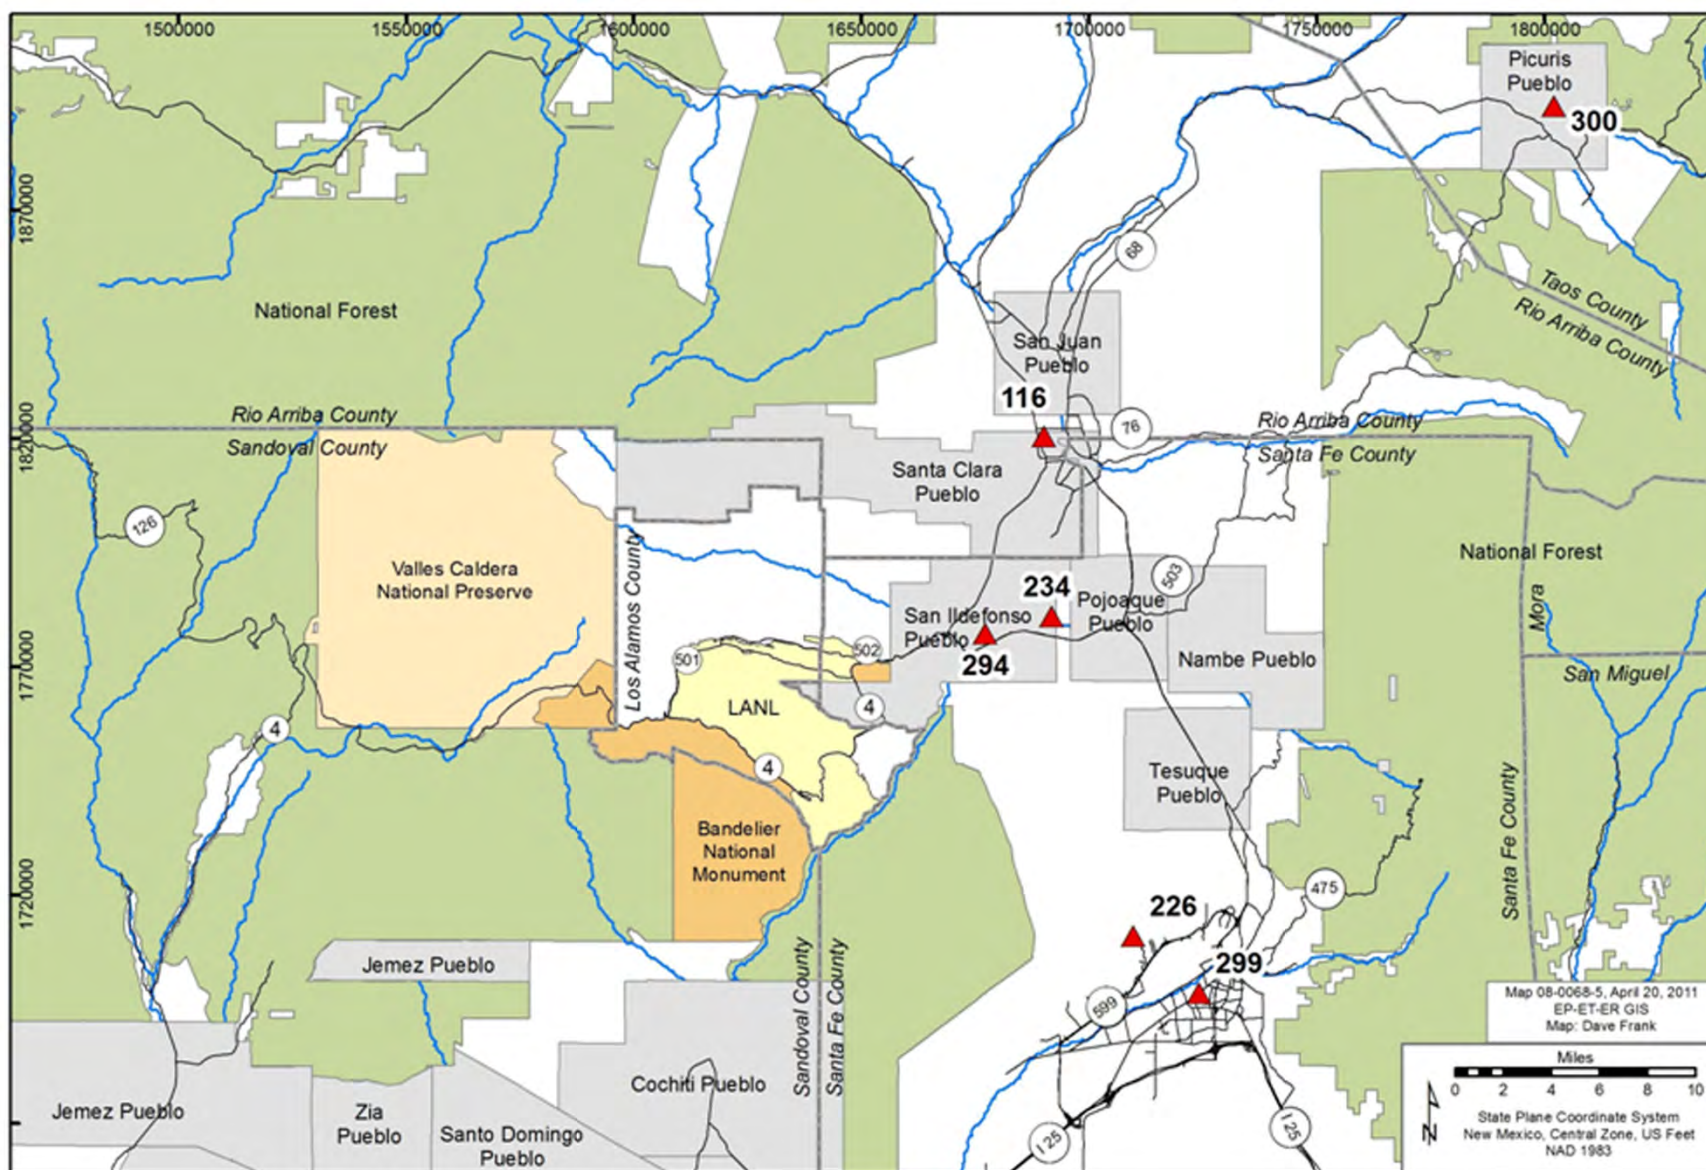 1500000
1550000
1600000
1650000
1700000
1750000
1800000
Picuris
Pueblo
300
1870000
68
National Forest
Taos County
Rio Arriba County
San Juan
Pueblo
116
1820000
Rio Arriba County
Sandoval County
76
Rio Arriba County
Santa Fe County
Santa Clara
Pueblo
126
Valles Caldera
National Preserve
Los Alamos County
National Forest
503
234
San Ildefonso
Pueblo
Pojoaque
Pueblo
Mora
294
1770000
501
502
Nambe Pueblo
San Miguel
LANL
4
4
4
Tesuque
Pueblo
Bandelier
National
Monument
Santa Fe County
1720000
475
226
299
Jemez Pueblo
Sandoval County
Santa Fe County
599
Map 08-0068-5, April 20, 2011
EP-ET-ER GIS
Map: Dave Frank
Miles
0 2 4 6 8 10
Jemez Pueblo
Zia
Pueblo
Santo Domingo
Pueblo
Cochiti Pueblo
I 25
I 25
N
State Plane Coordinate System
New Mexico, Central Zone, US Feet
NAD 1983